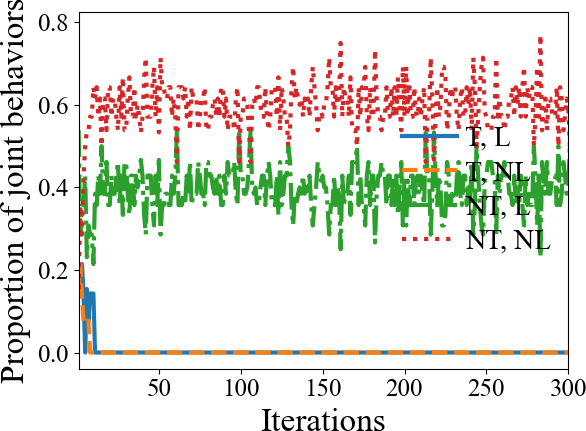 Proportion of joint behaviors
0.8
0.6
0.4
0.2
0.0
T, L
T, NL
NT, L
NT, NL
50
100
150
200
250
300
Iterations